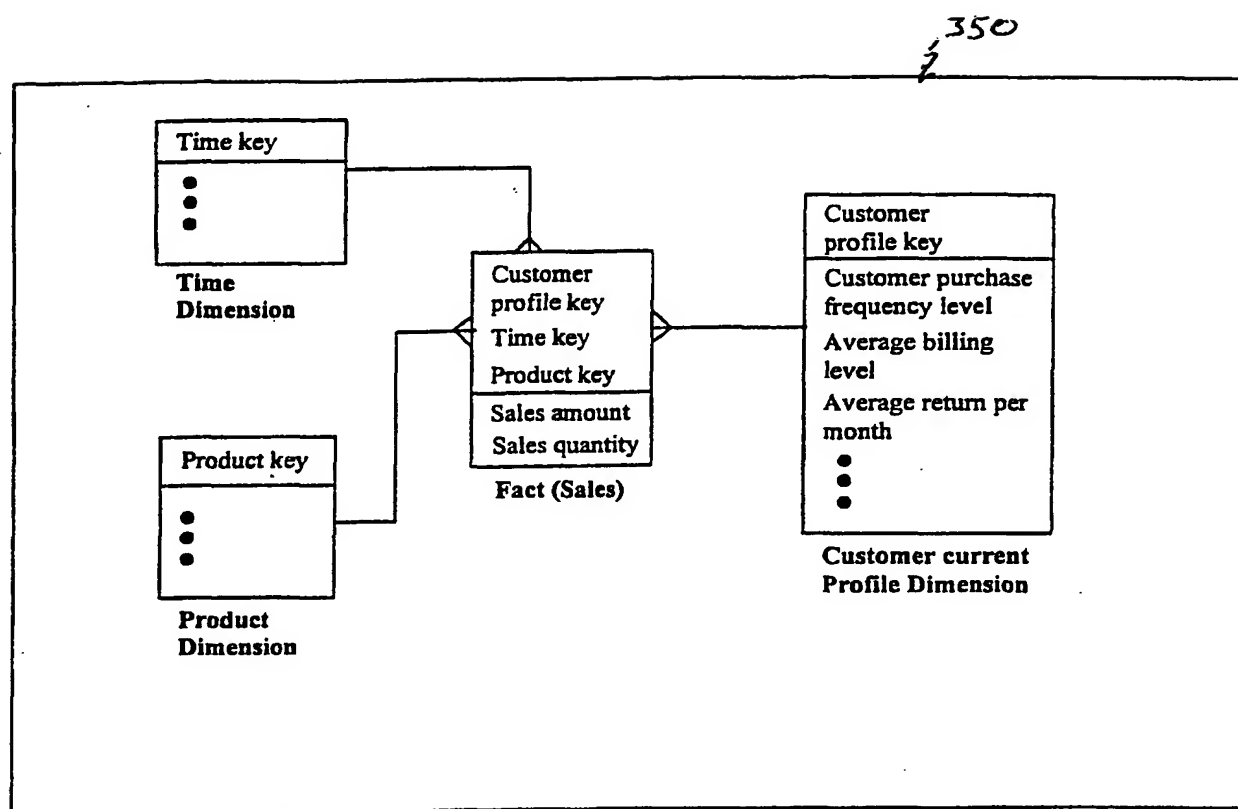 350
Time key
Time
Dimension
Customer
profile key
Time key
Product key
Sales amount
Sales quantity
Fact (Sales)
Customer
profile key
Customer purchase
frequency level
Average billing
level
Average return per
month
Customer current
Profile Dimension
Product key
Product
Dimension